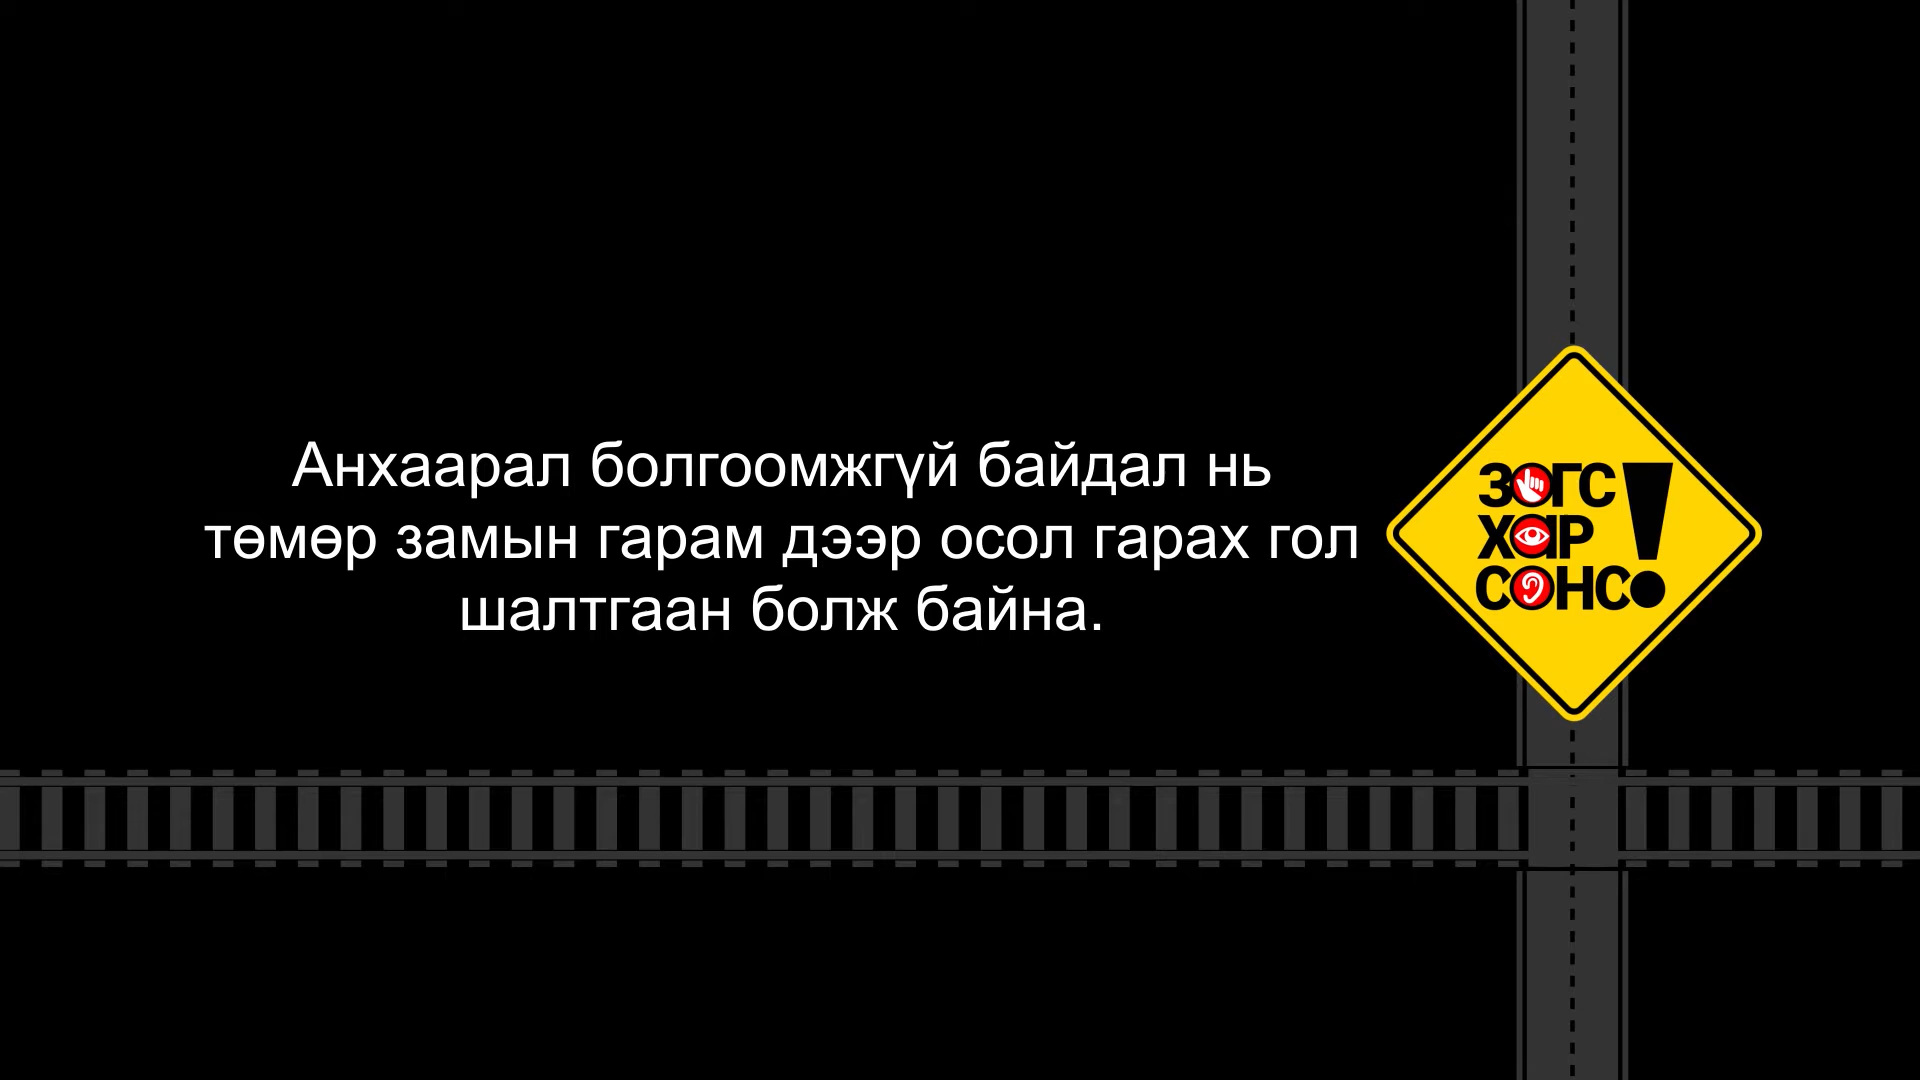 Анхаарал болгоомжгүй байдал нь
төмөр замын гарам дээр осол гарах гол
шалтгаан болж байна.
ЗОГС
ХАР
СОНС!